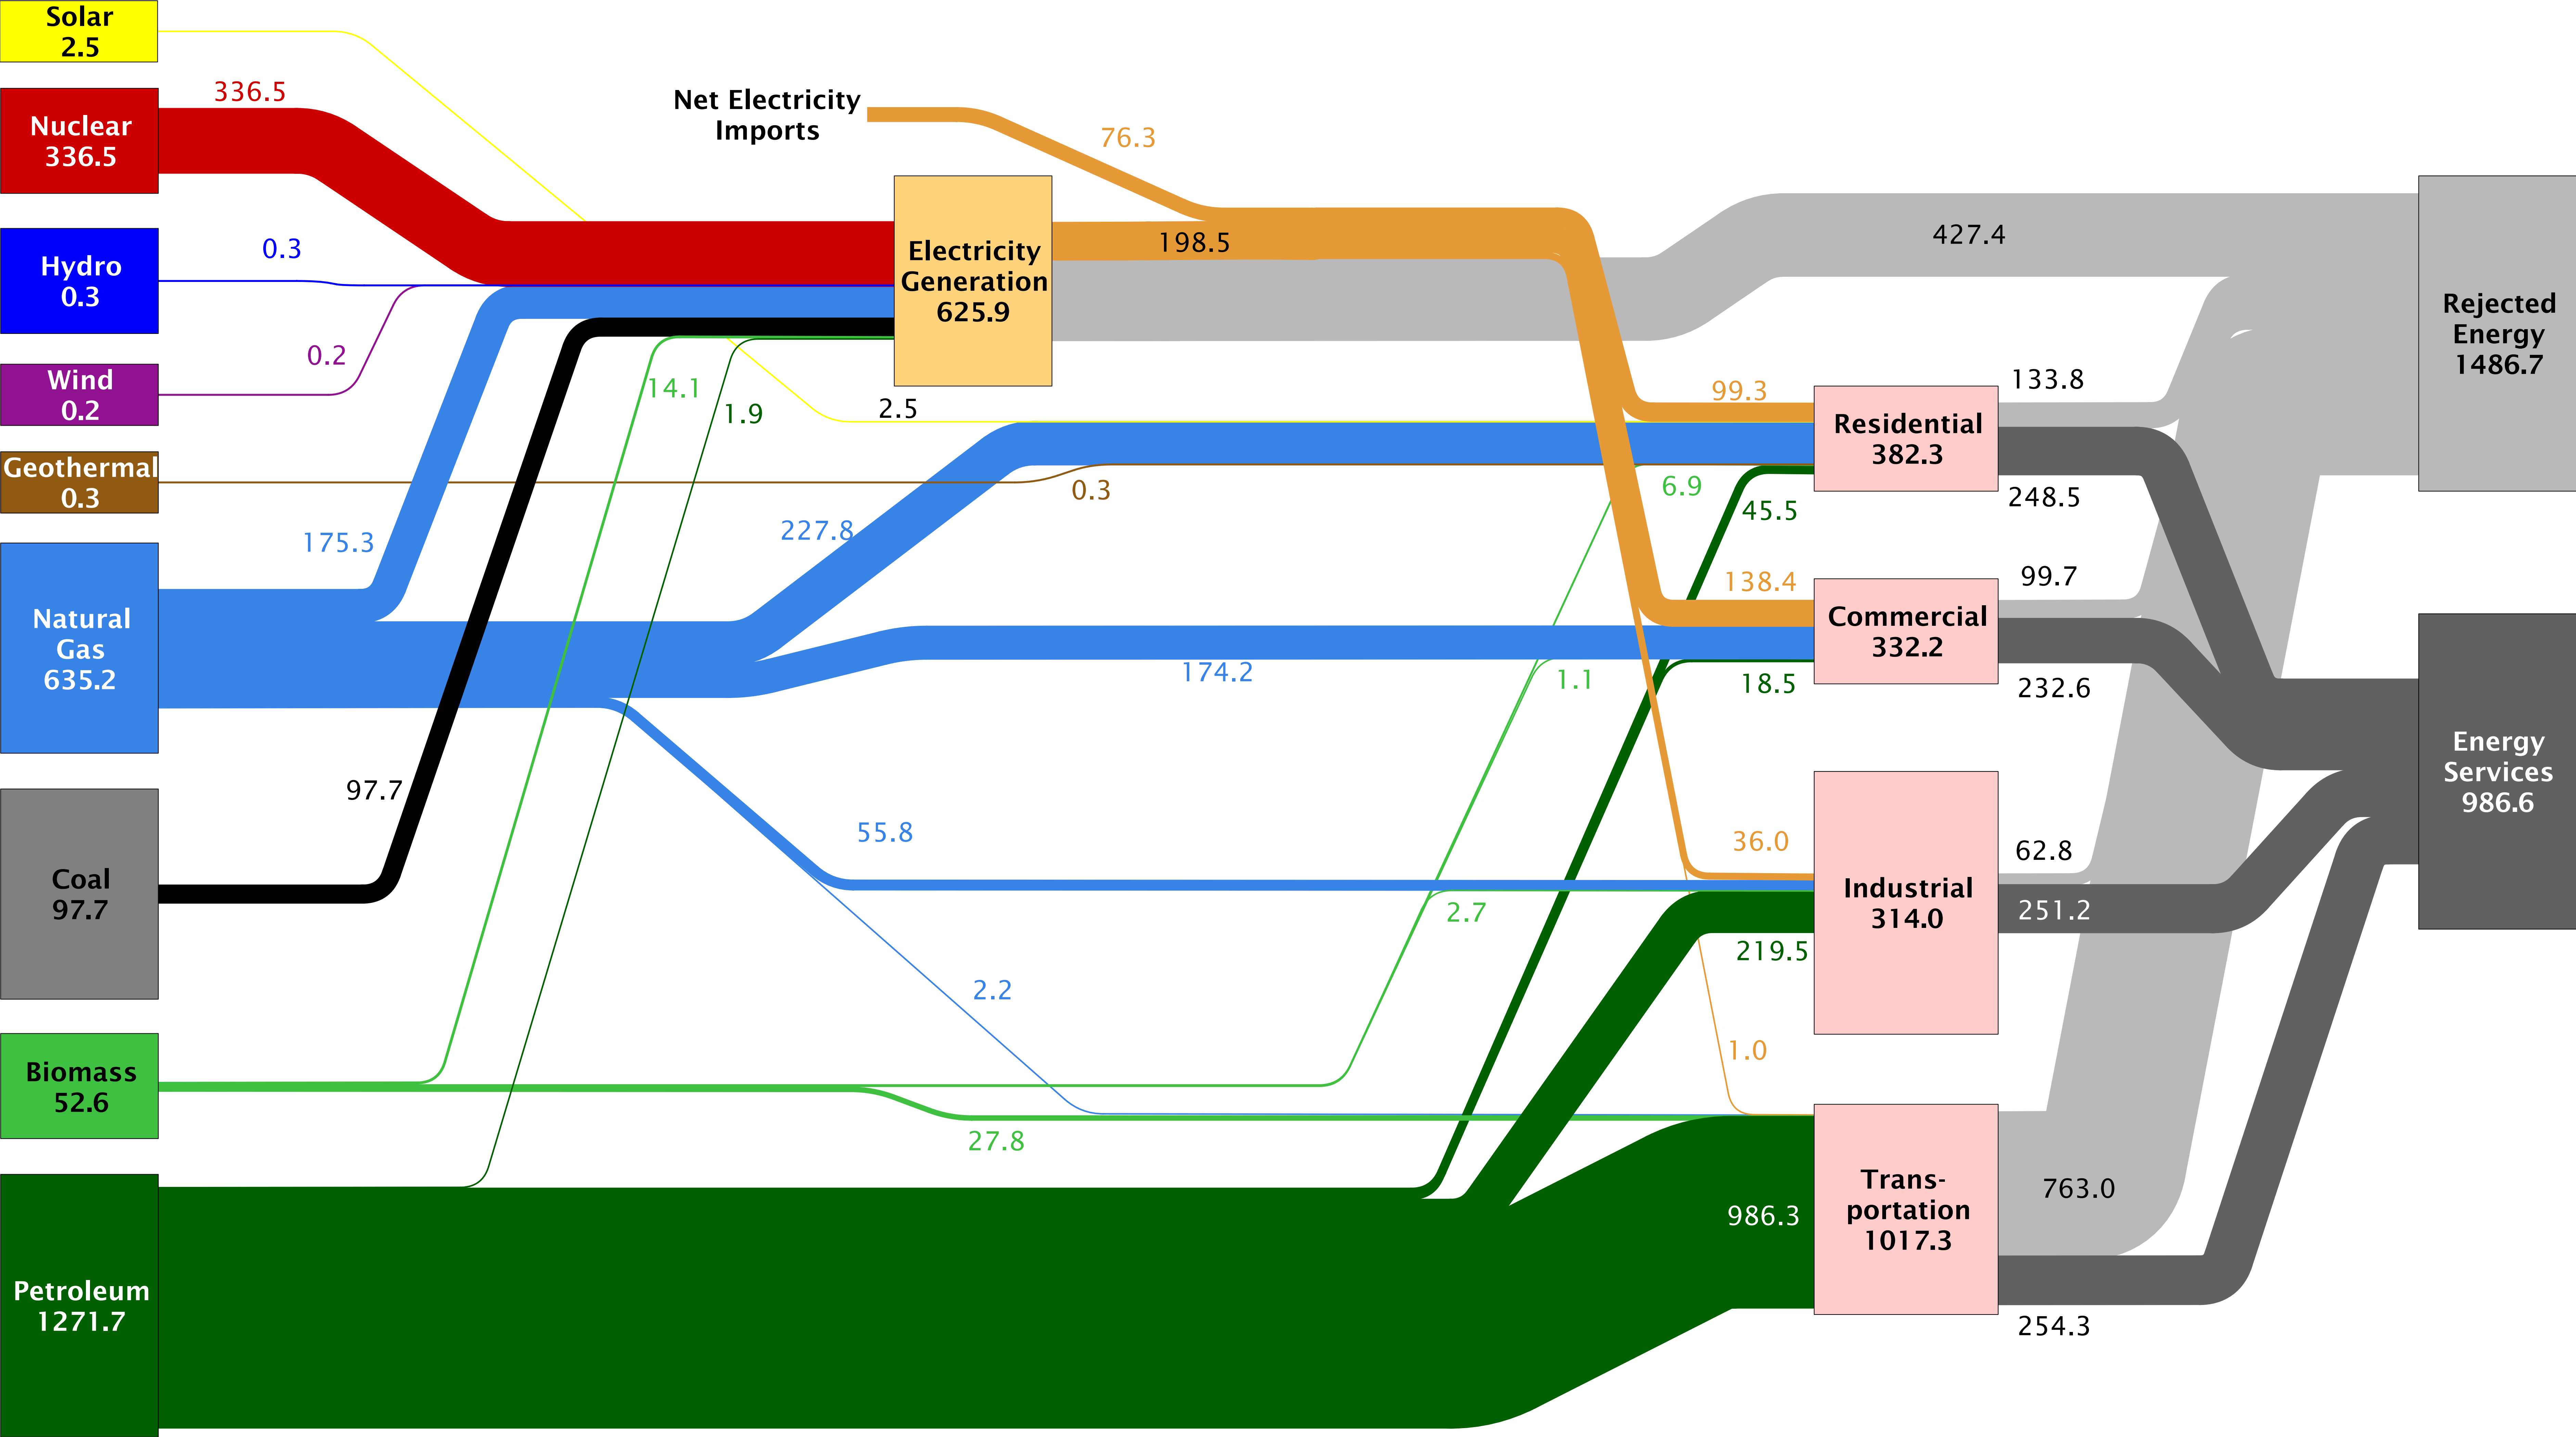 Solar
2.5
336.5
Nuclear
336.5
Net Electricity
Imports
76.3
0.3
Hydro
0.3
Electricity
Generation
625.9
198.5
427.4
Rejected
Energy
1486.7
0.2
Wind
0.2
14.1
1.9
2.5
99.3
Residential
382.3
133.8
248.5
Geothermal
0.3
0.3
6.9
45.5
175.3
227.8
Natural
Gas
635.2
174.2
1.1
138.4
18.5
Commercial
332.2
99.7
232.6
Energy
Services
986.6
97.7
Coal
97.7
55.8
2.2
2.7
36.0
219.5
Industrial
314.0
62.8
251.2
Biomass
52.6
27.8
1.0
Petroleum
1271.7
986.3
Trans-
portation
1017.3
763.0
254.3